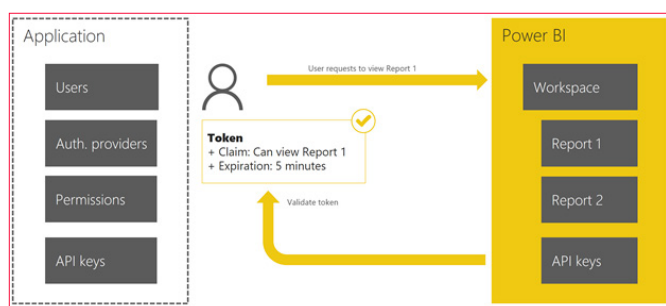 Application
Users
Auth. providers
Permissions
API keys
User requests to view Report 1
Token
+ Claim: Can view Report 1
+ Expiration: 5 minutes
Validate token
Power BI
Workspace
Report 1
Report 2
API keys